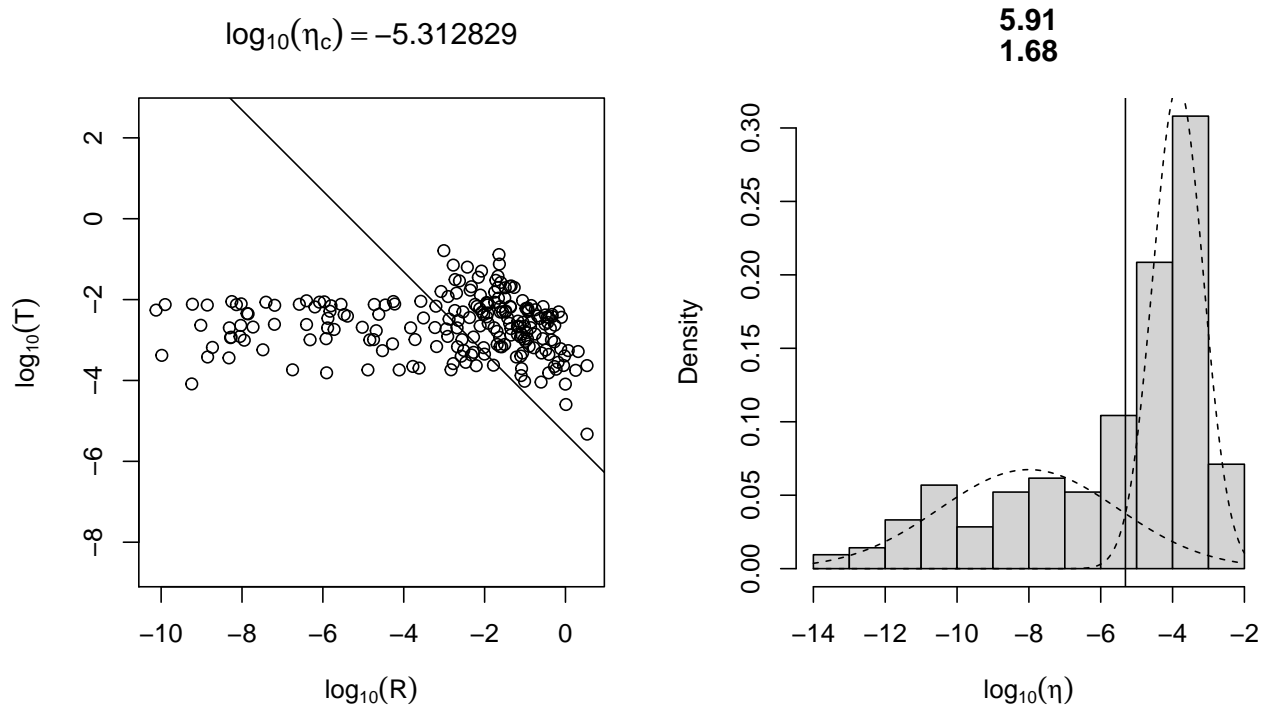 log₁₀(η_c) = −5.312829
2
0
−2
−4
−6
−8
log₁₀(T)
−10 −8 −6 −4 −2 0
log₁₀(R)
5.91
1.68
0.30
0.25
0.20
0.15
0.10
0.05
0.00
Density
−14 −12 −10 −8 −6 −4 −2
log₁₀(η)